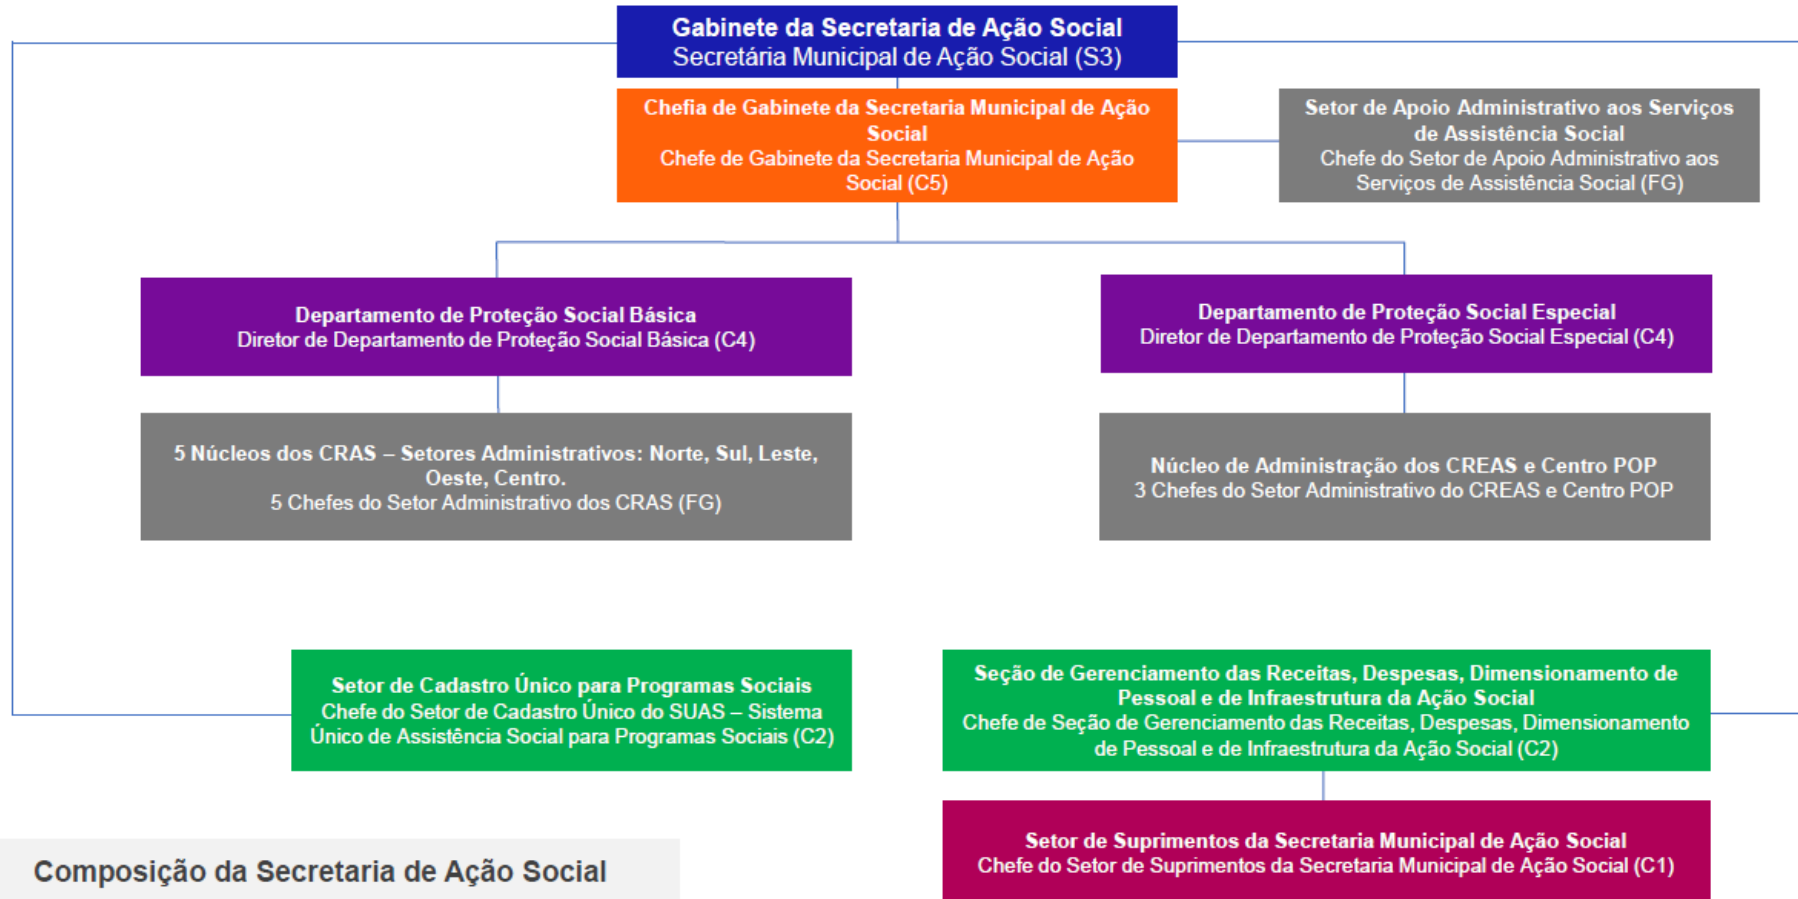 Gabinete da Secretaria de Ação Social
Secretária Municipal de Ação Social (S3)
Chefia de Gabinete da Secretaria Municipal de Ação
Social
Chefe de Gabinete da Secretaria Municipal de Ação
Social (C5)
Setor de Apoio Administrativo aos Serviços
de Assistência Social
Chefe do Setor de Apoio Administrativo aos
Serviços de Assistência Social (FG)
Departamento de Proteção Social Básica
Diretor de Departamento de Proteção Social Básica (C4)
Departamento de Proteção Social Especial
Diretor de Departamento de Proteção Social Especial (C4)
5 Núcleos dos CRAS – Setores Administrativos: Norte, Sul, Leste,
Oeste, Centro.
5 Chefes do Setor Administrativo dos CRAS (FG)
Núcleo de Administração dos CREAS e Centro POP
3 Chefes do Setor Administrativo do CREAS e Centro POP
Setor de Cadastro Único para Programas Sociais
Chefe do Setor de Cadastro Único do SUAS – Sistema
Único de Assistência Social para Programas Sociais (C2)
Seção de Gerenciamento das Receitas, Despesas, Dimensionamento de
Pessoal e de Infraestrutura da Ação Social
Chefe de Seção de Gerenciamento das Receitas, Despesas, Dimensionamento
de Pessoal e de Infraestrutura da Ação Social (C2)
Setor de Suprimentos da Secretaria Municipal de Ação Social
Chefe do Setor de Suprimentos da Secretaria Municipal de Ação Social (C1)
Composição da Secretaria de Ação Social